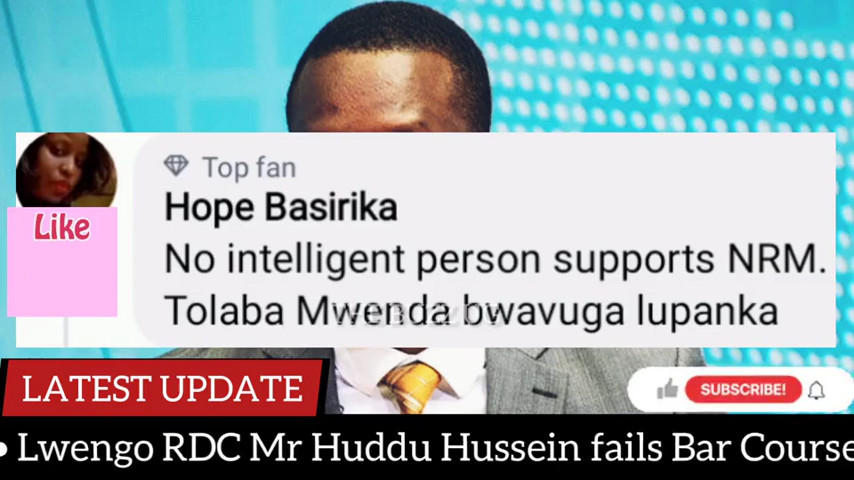 Top fan
Hope Basirika
Like
No intelligent person supports NRM.
Tolaba Mwenda bwavuga lupanka
LATEST UPDATE
SUBSCRIBE!
• Lwengo RDC Mr Huddu Hussein fails Bar Course